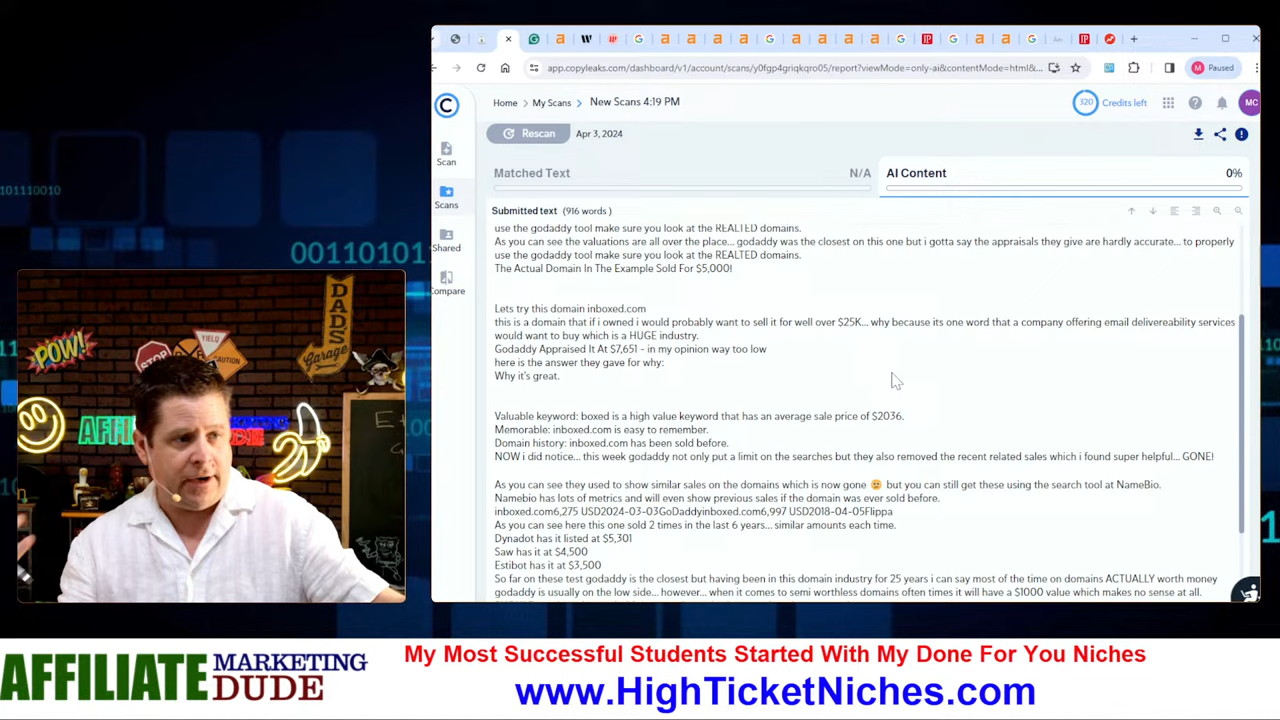 app.copyleaks.com/dashboard/v1/account/scans/y0fgp4griqkqro05/report?viewMode=only-ai&contentMode=html&...
M Paused
C
Home > My Scans > New Scans 4:19 PM
320 Credits left
MC
Rescan
Apr 3, 2024
Scan
Scans
Shared
Compare
Matched Text N/A
AI Content 0%
Submitted text (916 words )
use the godaddy tool make sure you look at the REALTED domains.
As you can see the valuations are all over the place... godaddy was the closest on this one but i gotta say the appraisals they give are hardly accurate... to properly
use the godaddy tool make sure you look at the REALTED domains.
The Actual Domain In The Example Sold For $5,000!
Lets try this domain inboxed.com
this is a domain that if i owned i would probably want to sell it for well over $25K... why because its one word that a company offering email delivereability services
would want to buy which is a HUGE industry.
Godaddy Appraised It At $7,651 - in my opinion way too low
here is the answer they gave for why:
Why it's great.
Valuable keyword: boxed is a high value keyword that has an average sale price of $2036.
Memorable: inboxed.com is easy to remember.
Domain history: inboxed.com has been sold before.
NOW i did notice... this week godaddy not only put a limit on the searches but they also removed the recent related sales which i found super helpful... GONE!
As you can see they used to show similar sales on the domains which is now gone 😕 but you can still get these using the search tool at NameBio.
Namebio has lots of metrics and will even show previous sales if the domain was ever sold before.
inboxed.com6,275 USD2024-03-03GoDaddyinboxed.com6,997 USD2018-04-05Flippa
As you can see here this one sold 2 times in the last 6 years... similar amounts each time.
Dynadot has it listed at $5,301
Saw has it at $4,500
Estibot has it at $3,500
So far on these test godaddy is the closest but having been in this domain industry for 25 years i can say most of the time on domains ACTUALLY worth money
godaddy is usually on the low side... however... when it comes to semi worthless domains often times it will have a $1000 value which makes no sense at all.
101110010
001101
POW!
STOP
YIELD
CAUTION
DAD'S
Garage
AFFILIATE MARKETING DUDE
My Most Successful Students Started With My Done For You Niches
www.HighTicketNiches.com